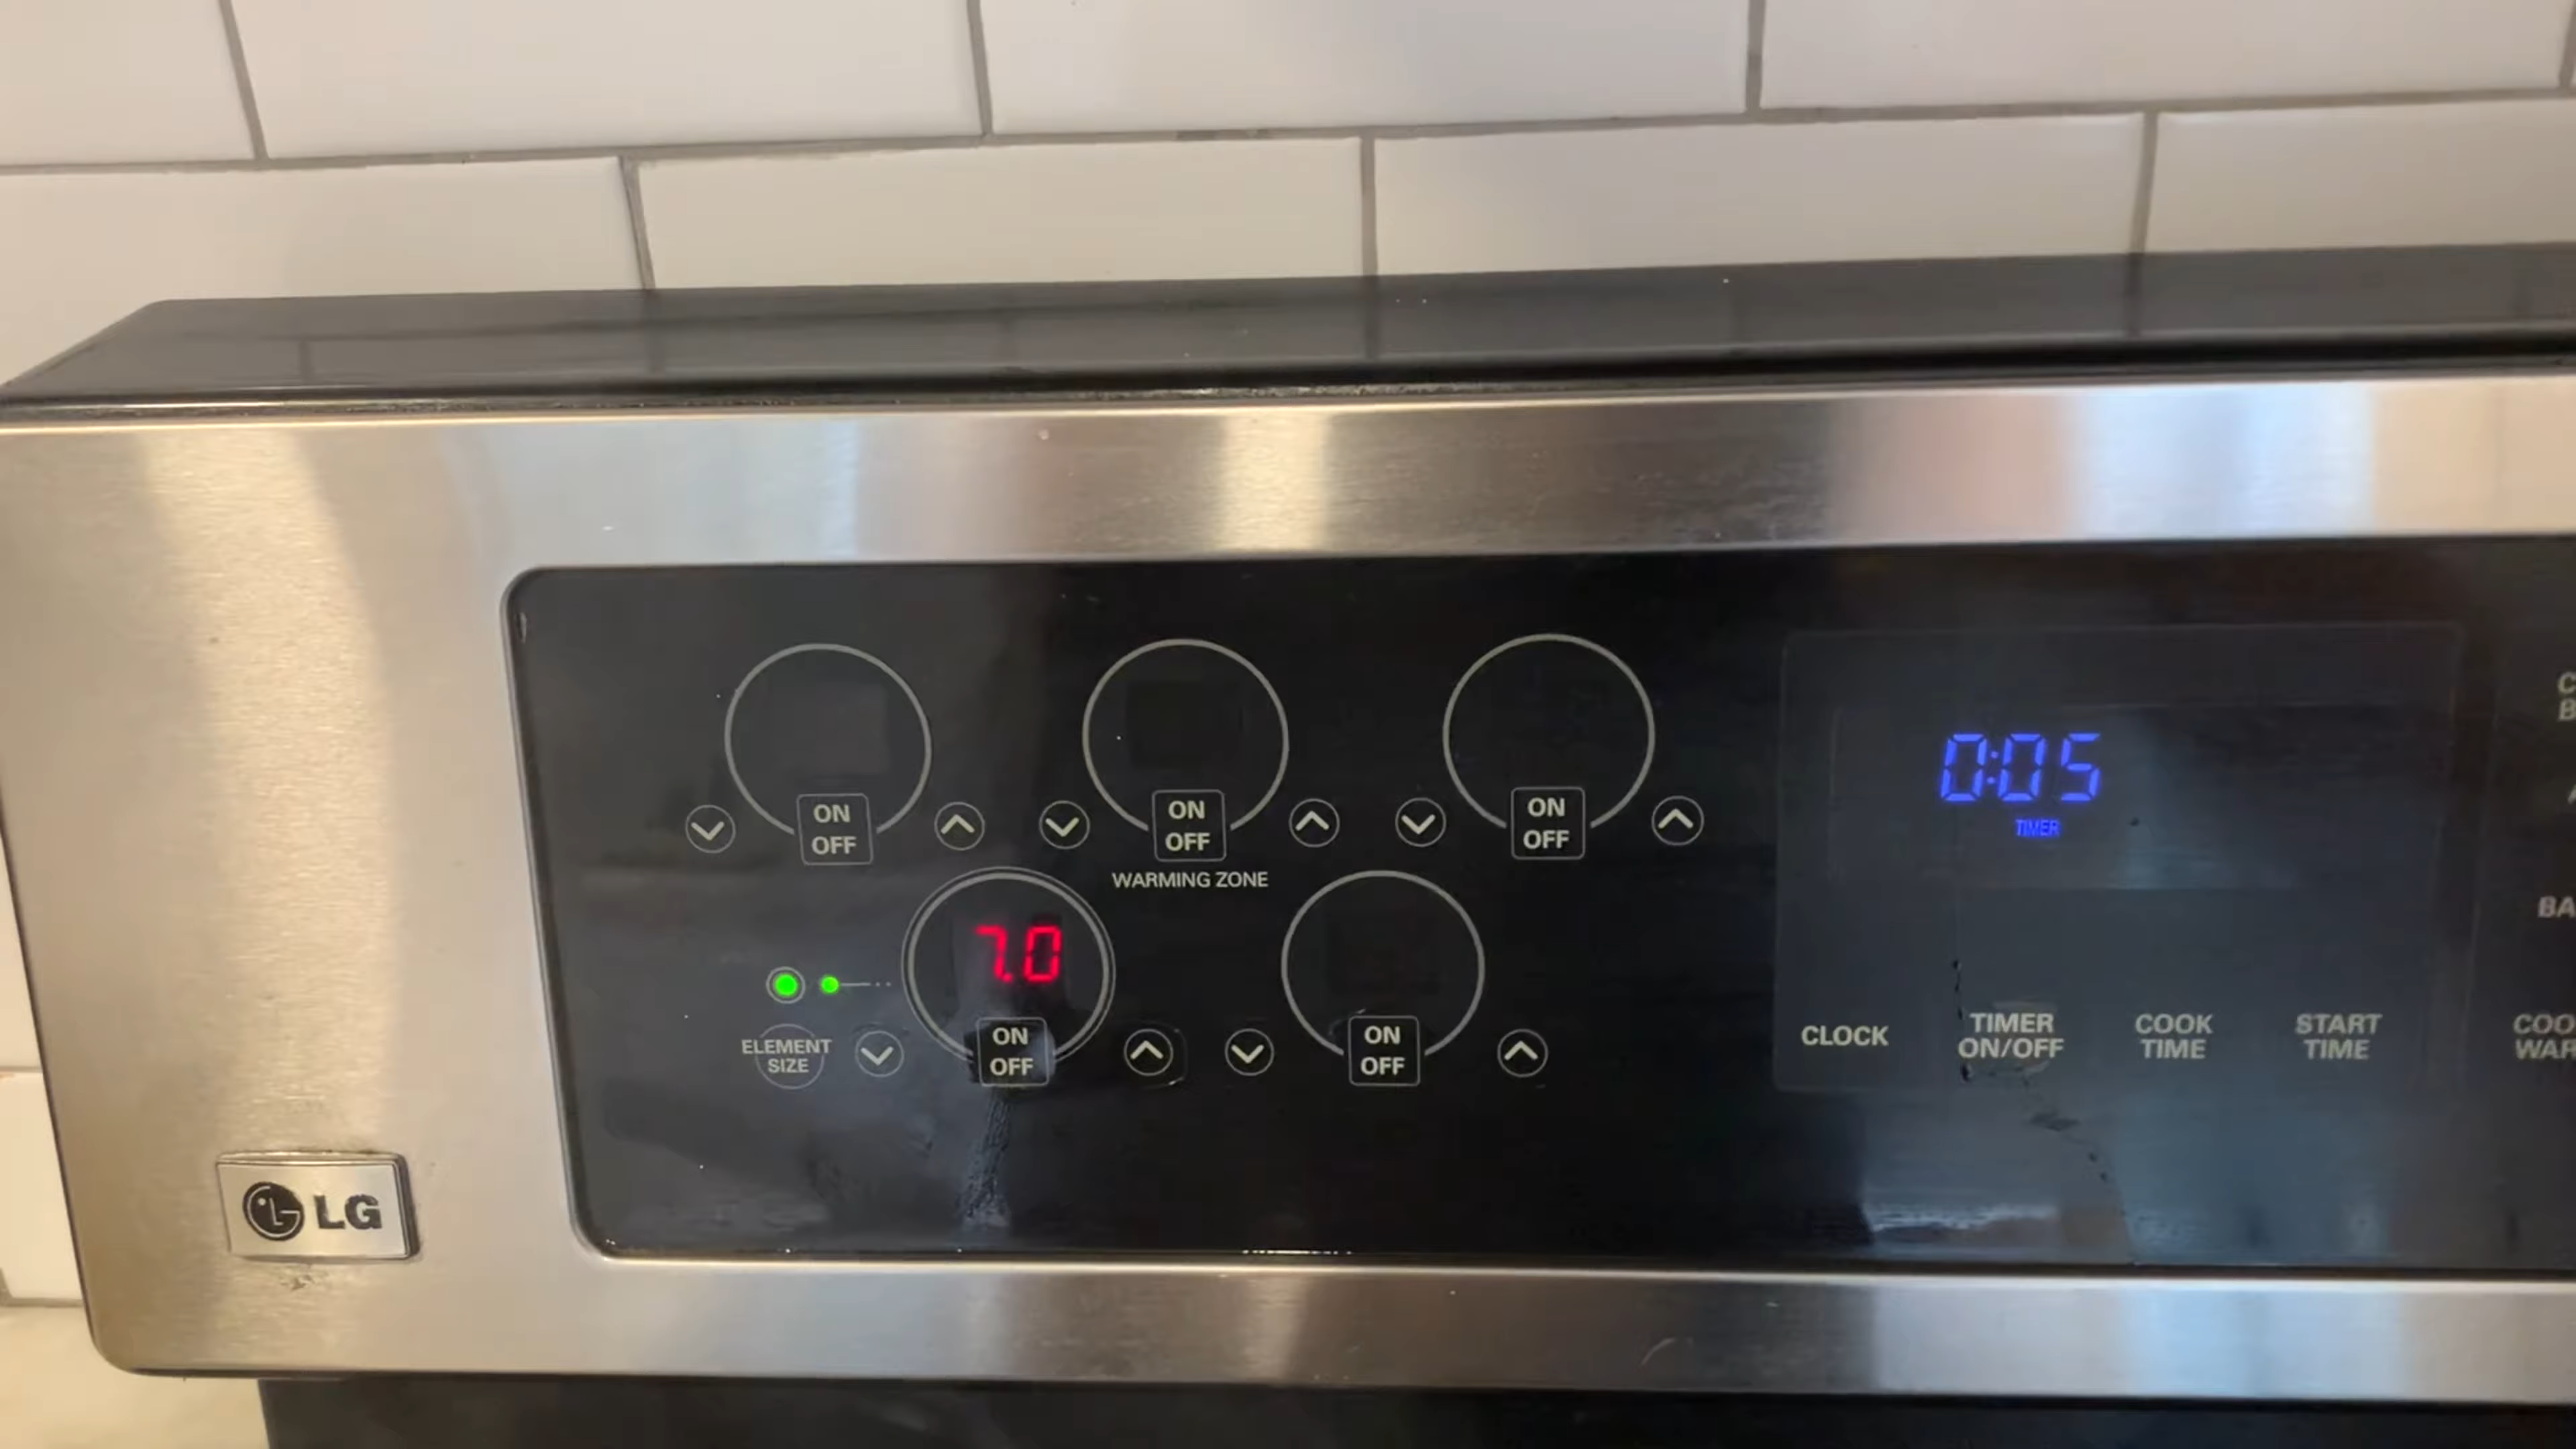 ON
OFF
ON
OFF
ON
OFF
WARMING ZONE
0:05
TIMER
7.0
ELEMENT
SIZE
ON
OFF
ON
OFF
CLOCK
TIMER
ON/OFF
COOK
TIME
START
TIME
LG